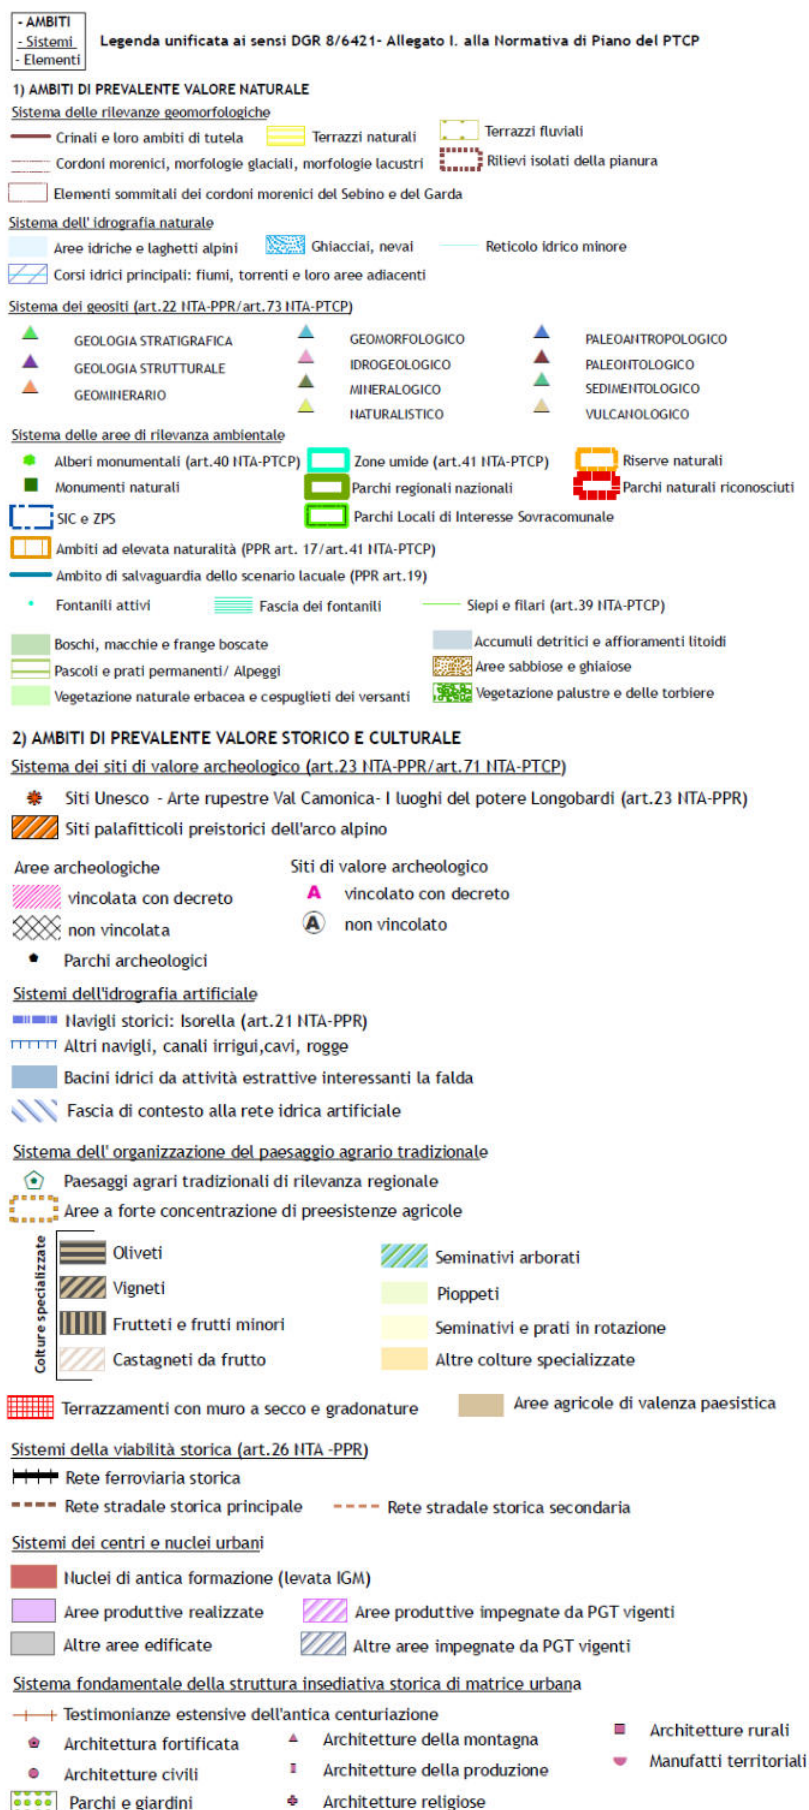 - AMBITI
- Sistemi
- Elementi
Legenda unificata ai sensi DGR 8/6421- Allegato I. alla Normativa di Piano del PTCP
1) AMBITI DI PREVALENTE VALORE NATURALE
Sistema delle rilevanze geomorfologiche
Crinali e loro ambiti di tutela
Terrazzi naturali
Terrazzi fluviali
Cordoni morenici, morfologie glaciali, morfologie lacustri
Rilievi isolati della pianura
Elementi sommitali dei cordoni morenici del Sebino e del Garda
Sistema dell' idrografia naturale
Aree idriche e laghetti alpini
Ghiacciai, nevai
Reticolo idrico minore
Corsi idrici principali: fiumi, torrenti e loro aree adiacenti
Sistema dei geositi (art.22 NTA-PPR/art.73 NTA-PTCP)
GEOLOGIA STRATIGRAFICA
GEOMORFOLOGICO
PALEOANTROPOLOGICO
GEOLOGIA STRUTTURALE
IDROGEOLOGICO
PALEONTOLOGICO
GEOMINERARIO
MINERALOGICO
SEDIMENTOLOGICO
NATURALISTICO
VULCANOLOGICO
Sistema delle aree di rilevanza ambientale
Alberi monumentali (art.40 NTA-PTCP)
Zone umide (art.41 NTA-PTCP)
Riserve naturali
Monumenti naturali
Parchi regionali nazionali
Parchi naturali riconosciuti
SIC e ZPS
Parchi Locali di Interesse Sovracomunale
Ambiti ad elevata naturalità (PPR art. 17/art.41 NTA-PTCP)
Ambito di salvaguardia dello scenario lacuale (PPR art.19)
Fontanili attivi
Fascia dei fontanili
Siepi e filari (art.39 NTA-PTCP)
Boschi, macchie e frange boscate
Accumuli detritici e affioramenti litoidi
Pascoli e prati permanenti/ Alpeggi
Aree sabbiose e ghiaiose
Vegetazione naturale erbacea e cespuglieti dei versanti
Vegetazione palustre e delle torbiere
2) AMBITI DI PREVALENTE VALORE STORICO E CULTURALE
Sistema dei siti di valore archeologico (art.23 NTA-PPR/art.71 NTA-PTCP)
Siti Unesco - Arte rupestre Val Camonica- I luoghi del potere Longobardi (art.23 NTA-PPR)
Siti palafitticoli preistorici dell'arco alpino
Aree archeologiche
Siti di valore archeologico
vincolata con decreto
A vincolato con decreto
non vincolata
A non vincolato
Parchi archeologici
Sistemi dell'idrografia artificiale
Navigli storici: Isorella (art.21 NTA-PPR)
Altri navigli, canali irrigui,cavi, rogge
Bacini idrici da attività estrattive interessanti la falda
Fascia di contesto alla rete idrica artificiale
Sistema dell' organizzazione del paesaggio agrario tradizionale
Paesaggi agrari tradizionali di rilevanza regionale
Aree a forte concentrazione di preesistenze agricole
Colture specializzate
Oliveti
Seminativi arborati
Vigneti
Pioppeti
Frutteti e frutti minori
Seminativi e prati in rotazione
Castagneti da frutto
Altre colture specializzate
Terrazzamenti con muro a secco e gradonature
Aree agricole di valenza paesistica
Sistemi della viabilità storica (art.26 NTA -PPR)
Rete ferroviaria storica
Rete stradale storica principale
Rete stradale storica secondaria
Sistemi dei centri e nuclei urbani
Nuclei di antica formazione (levata IGM)
Aree produttive realizzate
Aree produttive impegnate da PGT vigenti
Altre aree edificate
Altre aree impegnate da PGT vigenti
Sistema fondamentale della struttura insediativa storica di matrice urbana
Testimonianze estensive dell'antica centuriazione
Architettura fortificata
Architetture della montagna
Architetture rurali
Architetture civili
Architetture della produzione
Manufatti territoriali
Parchi e giardini
Architetture religiose